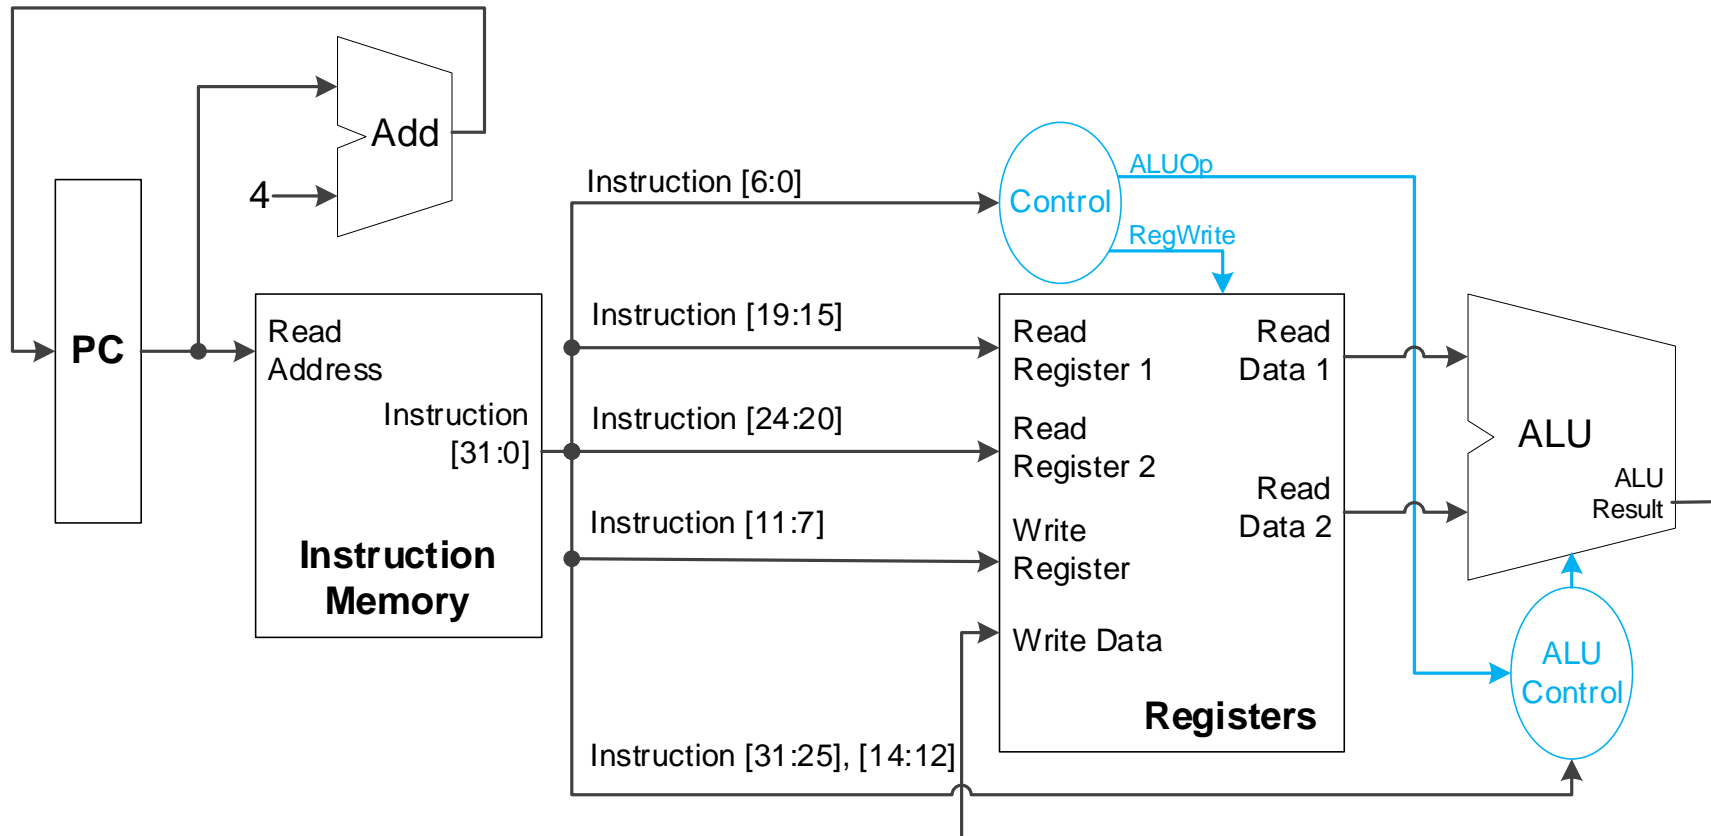 Add
4
PC
Read
Address
Instruction
[31:0]
Instruction
Memory
Instruction [6:0]
Instruction [19:15]
Instruction [24:20]
Instruction [11:7]
Instruction [31:25], [14:12]
Control
ALUOp
RegWrite
Read
Register 1
Read
Register 2
Write
Register
Write Data
Read
Data 1
Read
Data 2
Registers
ALU
ALU
Result
ALU
Control